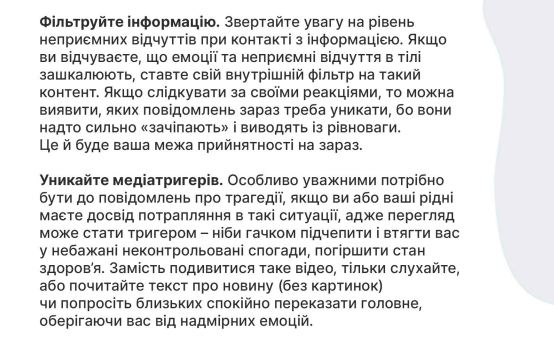 Фільтруйте інформацію. Звертайте увагу на рівень
неприємних відчуттів при контакті з інформацією. Якщо
ви відчуваєте, що емоції та неприємні відчуття в тілі
зашкалюють, ставте свій внутрішній фільтр на такий
контент. Якщо слідкувати за своїми реакціями, то можна
виявити, яких повідомлень зараз треба уникати, бо вони
надто сильно «зачіпають» і виводять із рівноваги.
Це й буде ваша межа прийнятності на зараз.
Уникайте медіатригерів. Особливо уважними потрібно
бути до повідомлень про трагедії, якщо ви або ваші рідні
маєте досвід потрапляння в такі ситуації, адже перегляд
може стати тригером – ніби гачком підчепити і втягти вас
у небажані неконтрольовані спогади, погіршити стан
здоров’я. Замість подивитися таке відео, тільки слухайте,
або почитайте текст про новину (без картинок)
чи попросіть близьких спокійно переказати головне,
оберігаючи вас від надмірних емоцій.